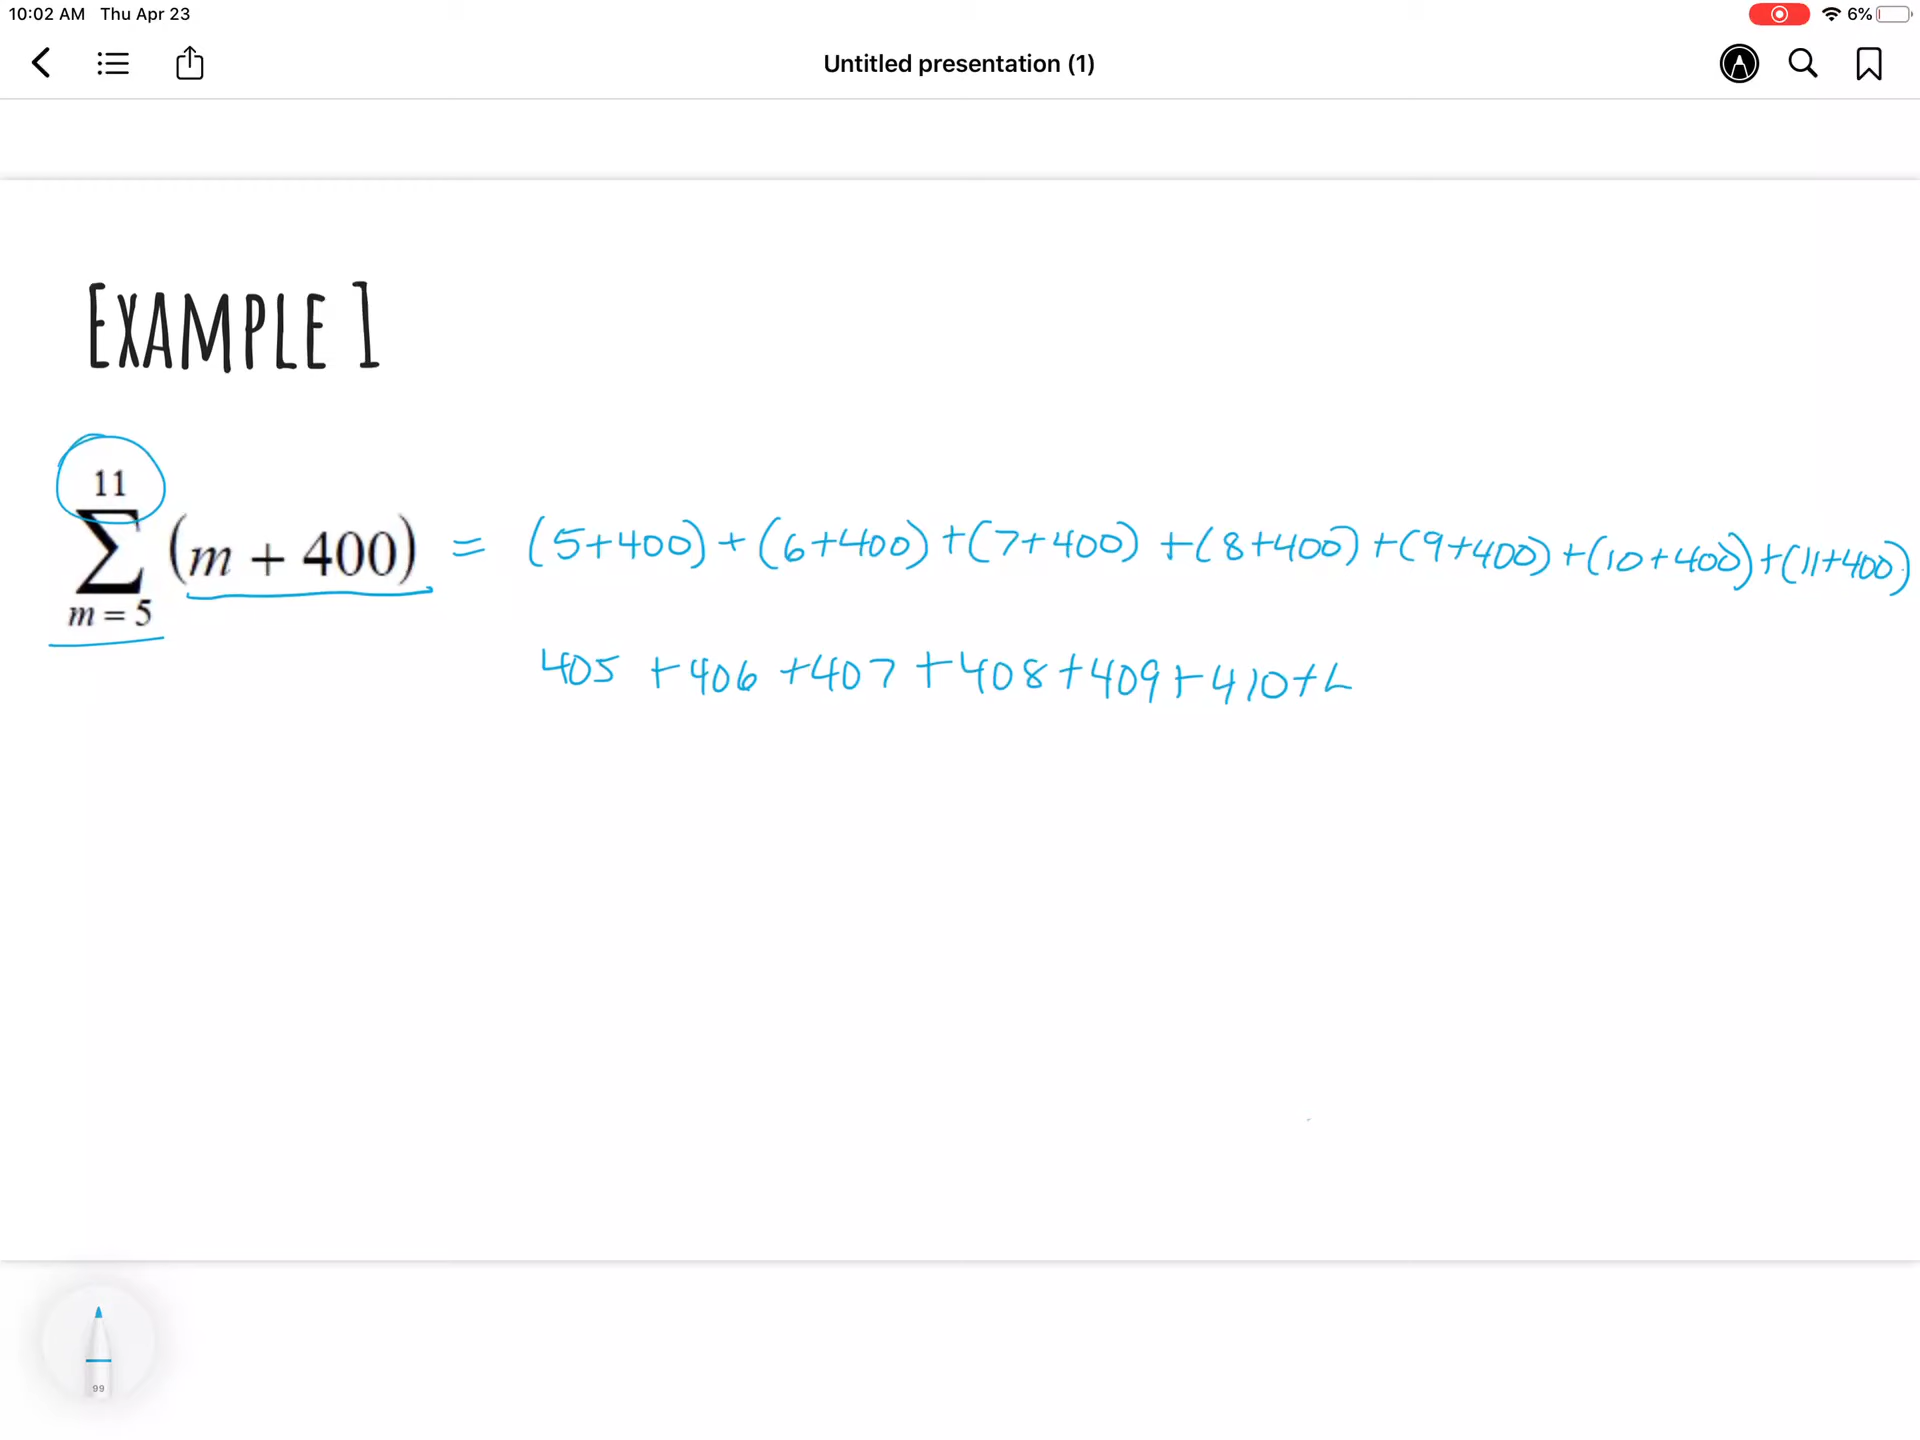 10:02 AM Thu Apr 23
6%
Untitled presentation (1)
EXAMPLE 1
11
∑ (m + 400) = (5+400) + (6+400) + (7+400) + (8+400) + (9+400) + (10+400) + (11+400)
m = 5
405 + 406 + 407 + 408 + 409 + 410 +
99